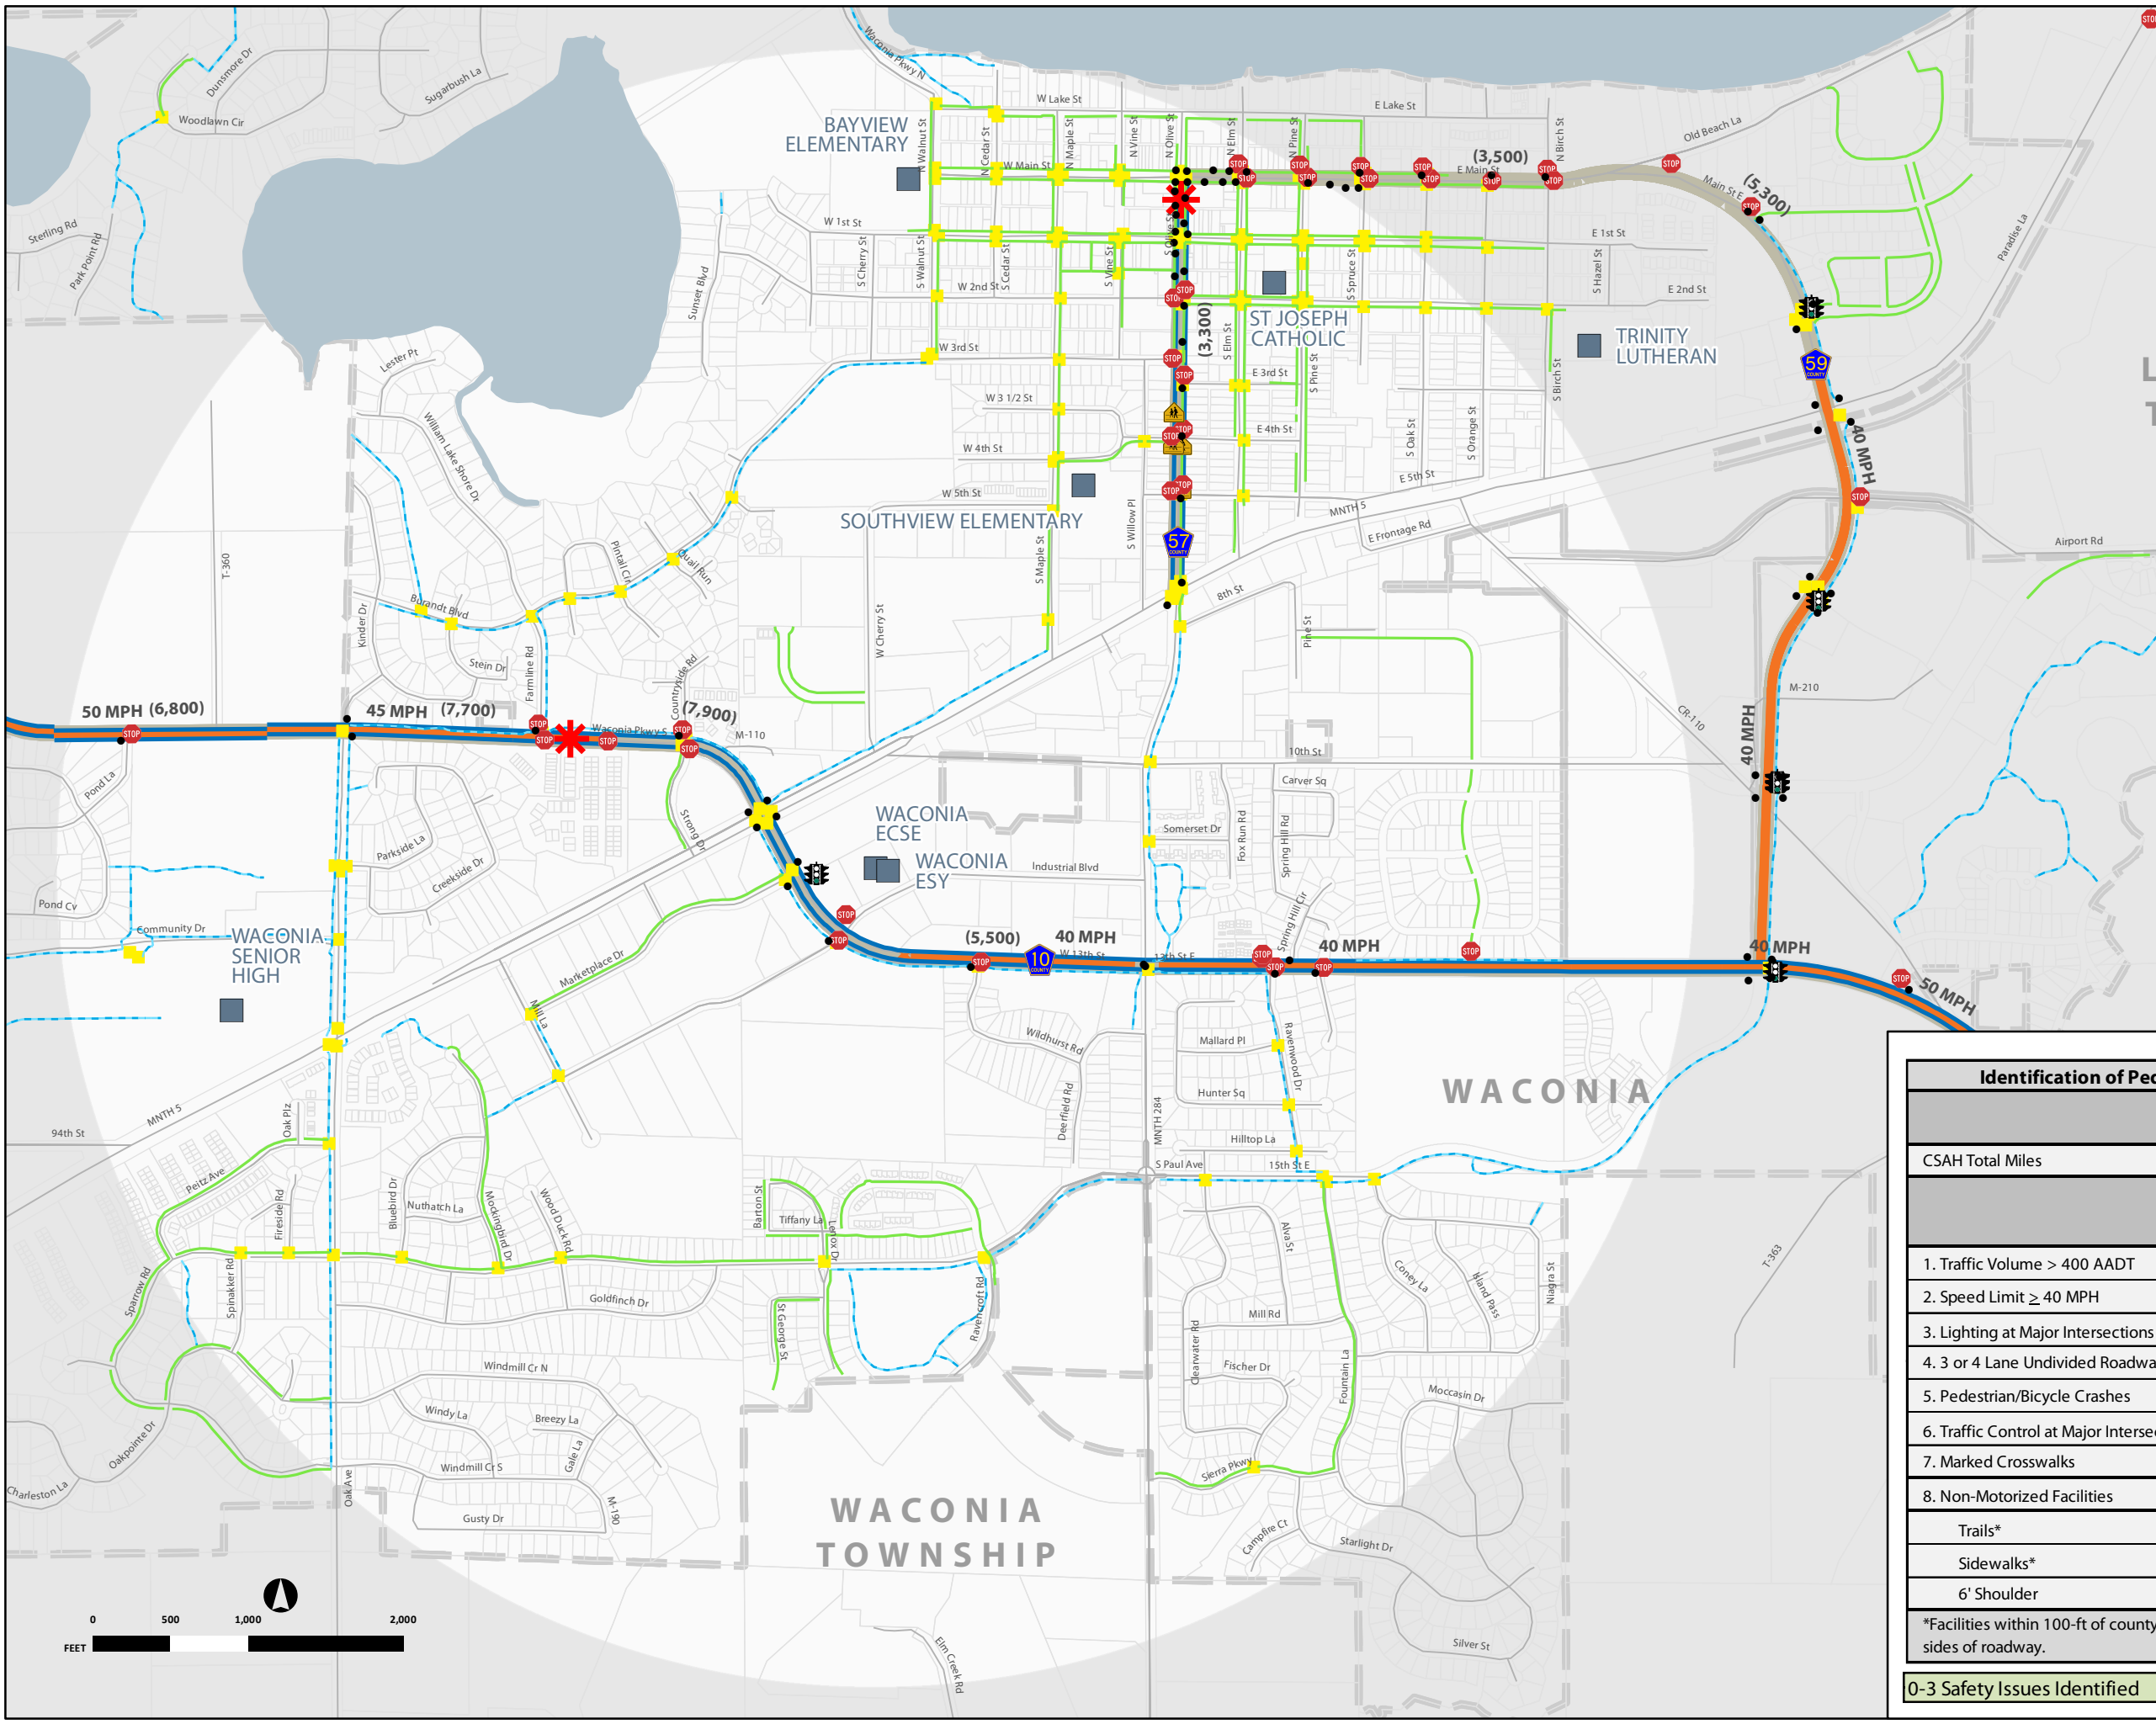 Waconia Pkwy N
Dunsmore Dr
Sugarbush La
Woodlawn Cir
W Lake St
E Lake St
Old Beach La
BAYVIEW
ELEMENTARY
N Walnut St
N Cedar St
N Maple St
N Vine St
N Olive St
N Elm St
N Pine St
N Birch St
W Main St
E Main St
(3,500)
Main St E
(5,300)
STOP
Sterling Rd
Park Point Rd
W 1st St
E 1st St
Paradise La
S Cherry St
S Walnut St
S Cedar St
S Vine St
S Olive St
S Spruce St
S Hazel St
Sunset Blvd
W 2nd St
E 2nd St
(3,300)
ST JOSEPH
CATHOLIC
TRINITY
LUTHERAN
S Elm St
S Pine St
S Birch St
Lester Pt
W 3rd St
E 3rd St
59
COUNTY
L
T
W 3 1/2 St
William Lake Shore Dr
W 4th St
E 4th St
S Oak St
S Orange St
40 MPH
W 5th St
E 5th St
SOUTHVIEW ELEMENTARY
S Willow Pl
MNTH 5
E Frontage Rd
57
COUNTY
Airport Rd
T-360
Pintail Cir
Quail Run
S Maple St
8th St
Burandt Blvd
Kinder Dr
W Cherry St
Pine St
Stein Dr
Farmline Rd
Countryside Rd
M-210
CR-110
50 MPH (6,800)
45 MPH (7,700)
(7,900)
Waconia Pkwy S
M-110
40 MPH
10th St
Carver Sq
Pond La
Strong Dr
WACONIA
ECSE
WACONIA
ESY
Somerset Dr
Fox Run Rd
Spring Hill Rd
Parkside La
Creekside Dr
Industrial Blvd
Pond Cv
Community Dr
WACONIA
SENIOR
HIGH
Spring Hill Cir
(5,500)
40 MPH
10
COUNTY
W 13th St
13th St E
40 MPH
40 MPH
50 MPH
Marketplace Dr
Mill La
Wildhurst Rd
Mallard Pl
Ravenwood Dr
Hunter Sq
WACONIA
MNTH 5
94th St
Oak Plz
Deerfield Rd
MNTH 284
Hilltop La
S Paul Ave
15th St E
Peitz Ave
Fireside Rd
Bluebird Dr
Nuthatch La
Mockingbird Dr
Wood Duck Rd
Barton St
Tiffany La
Lenox Dr
Alva St
Coney La
Island Pass
Niagra St
T-363
Sparrow Rd
Spinaker Rd
Goldfinch Dr
St George St
Ravencroft Rd
Mill Rd
Clearwater Rd
Windmill Cr N
Fischer Dr
Fountain La
Moccasin Dr
Windy La
Breezy La
Gale La
Oakpointe Dr
Windmill Cr S
Sierra Pkwy
Charleston La
Oak Ave
M-190
Gusty Dr
WACONIA
TOWNSHIP
Campfire Ct
Starlight Dr
Silver St
Elm Creek Rd
0 500 1,000 2,000
FEET
Identification of Pe
CSAH Total Miles
1. Traffic Volume > 400 AADT
2. Speed Limit ≥ 40 MPH
3. Lighting at Major Intersections
4. 3 or 4 Lane Undivided Roadwa
5. Pedestrian/Bicycle Crashes
6. Traffic Control at Major Interse
7. Marked Crosswalks
8. Non-Motorized Facilities
Trails*
Sidewalks*
6' Shoulder
*Facilities within 100-ft of county
sides of roadway.
0-3 Safety Issues Identified